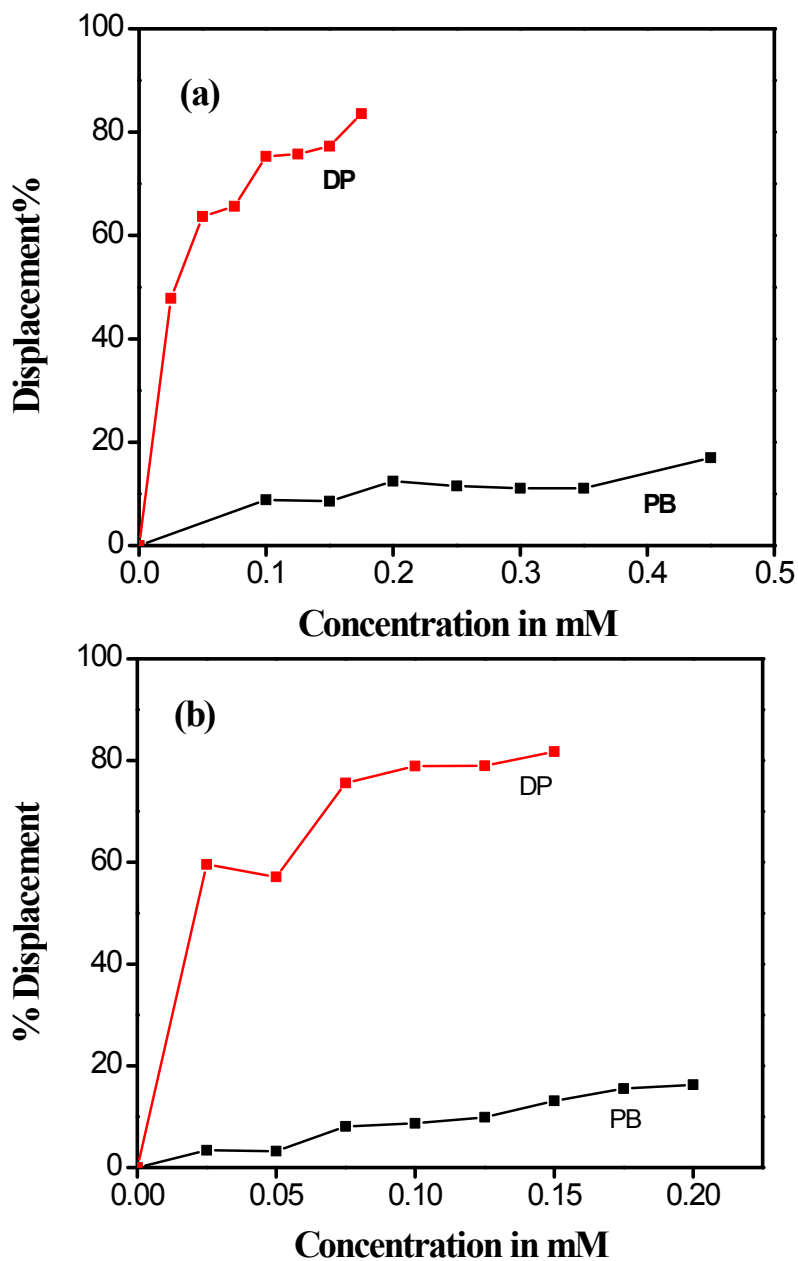 100
(a)
80
DP
60
Displacement%
40
20
PB
0
0.0 0.1 0.2 0.3 0.4 0.5
Concentration in mM
100
(b)
80
DP
60
% Displacement
40
20
PB
0
0.00 0.05 0.10 0.15 0.20
Concentration in mM